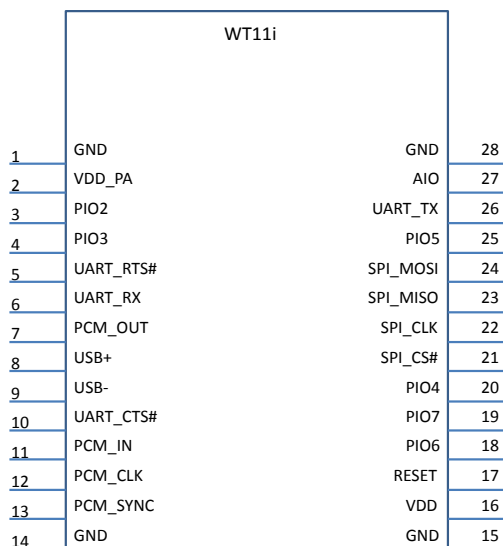 WT11i
1 GND GND 28
2 VDD_PA AIO 27
3 PIO2 UART_TX 26
4 PIO3 PIO5 25
5 UART_RTS# SPI_MOSI 24
6 UART_RX SPI_MISO 23
7 PCM_OUT SPI_CLK 22
8 USB+ SPI_CS# 21
9 USB- PIO4 20
10 UART_CTS# PIO7 19
11 PCM_IN PIO6 18
12 PCM_CLK RESET 17
13 PCM_SYNC VDD 16
14 GND GND 15